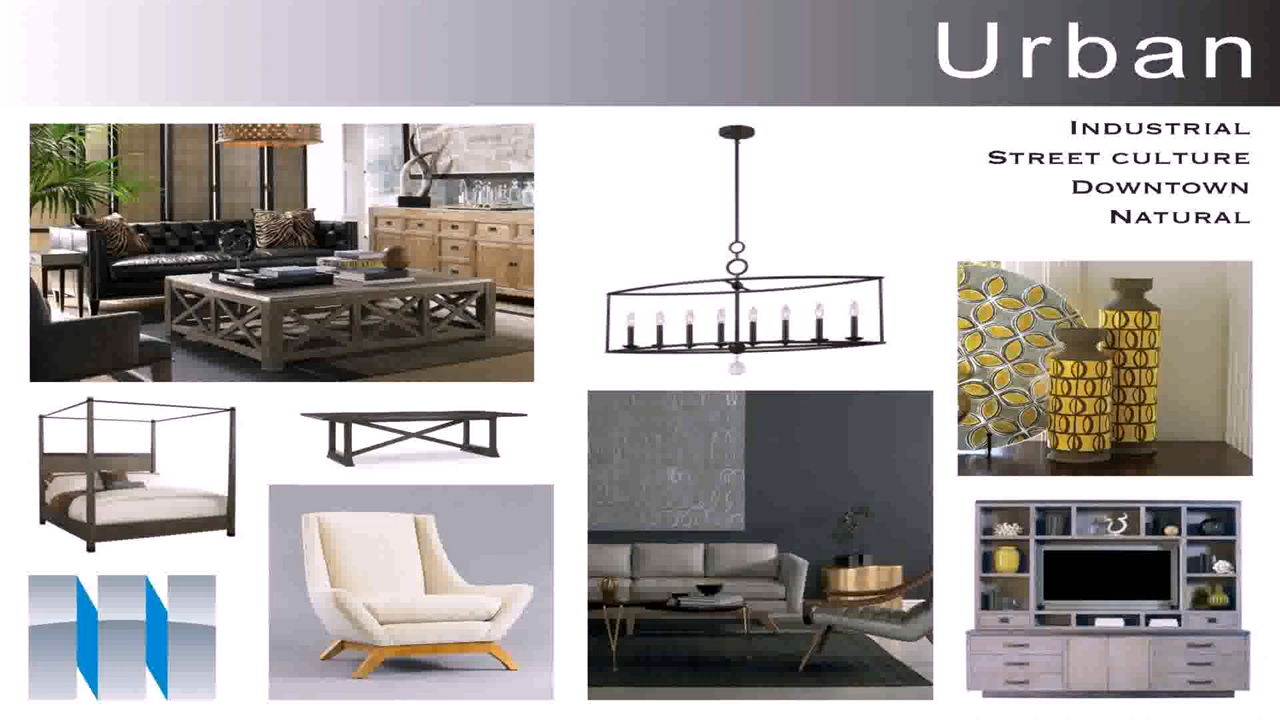 Urban
INDUSTRIAL
STREET CULTURE
DOWNTOWN
NATURAL